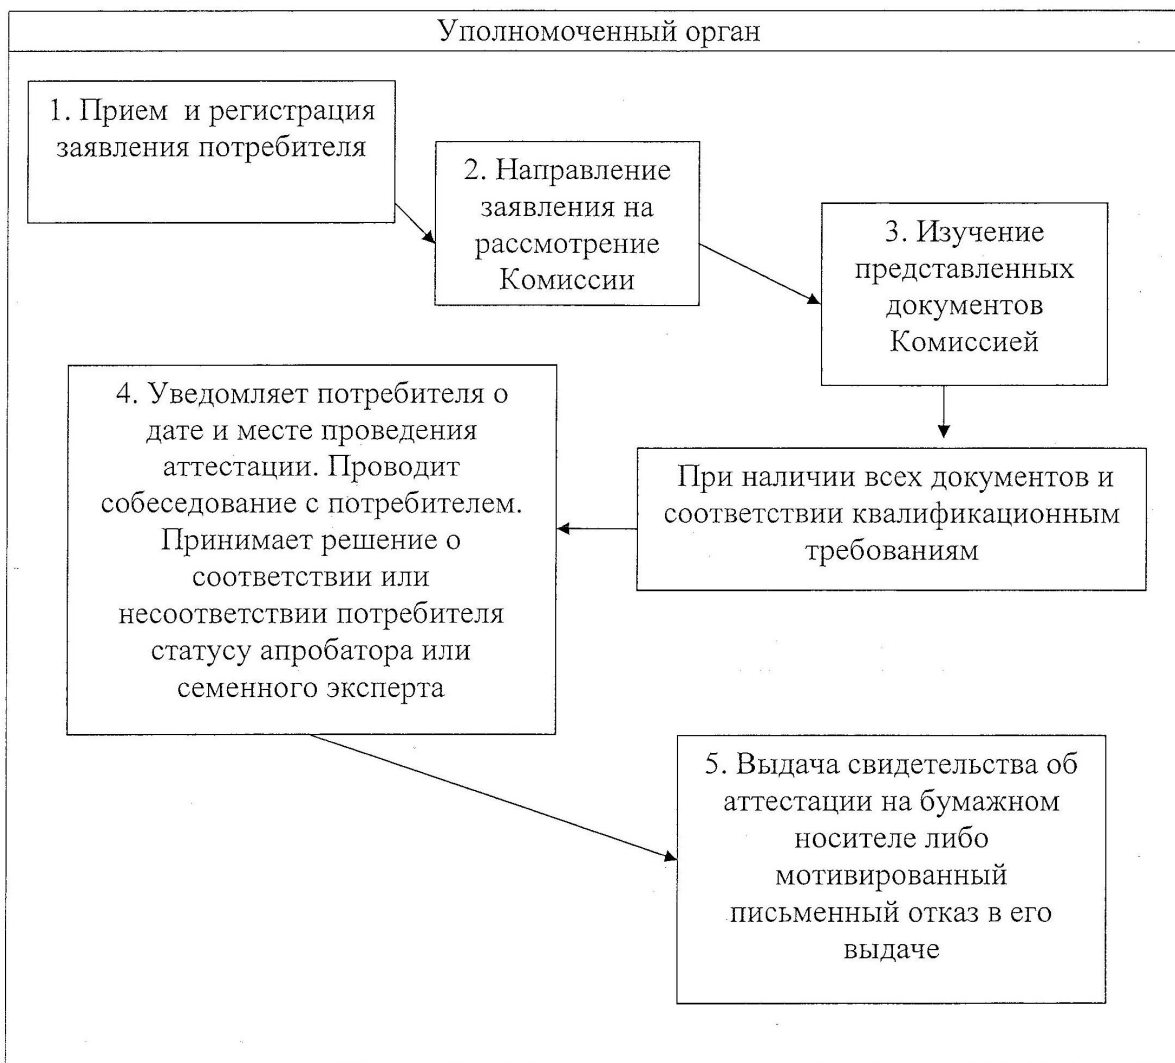 Уполномоченный орган
1. Прием и регистрация
заявления потребителя
2. Направление
заявления на
рассмотрение
Комиссии
3. Изучение
представленных
документов
Комиссией
При наличии всех документов и
соответствии квалификационным
требованиям
4. Уведомляет потребителя о
дате и месте проведения
аттестации. Проводит
собеседование с потребителем.
Принимает решение о
соответствии или
несоответствии потребителя
статусу апробатора или
семенного эксперта
5. Выдача свидетельства об
аттестации на бумажном
носителе либо
мотивированный
письменный отказ в его
выдаче